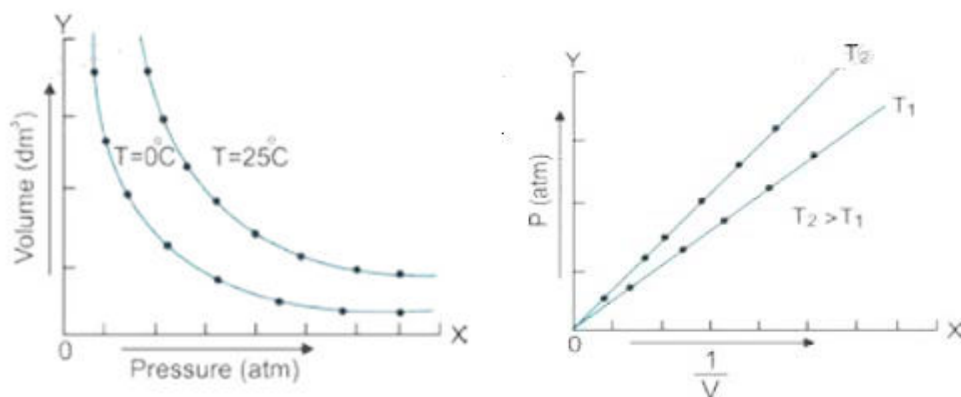 Y
Volume (dm³)
T=0°C T=25°C
0
X
Pressure (atm)
Y
P (atm)
T₂
T₁
T₂ >T₁
0
X
1
V